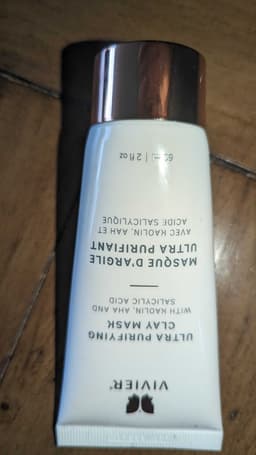 VIVIER®
ULTRA PURIFYING
CLAY MASK
WITH KAOLIN, AHA AND
SALICYLIC ACID
MASQUE D'ARGILE
ULTRA PURIFIANT
AVEC KAOLIN, AAH ET
ACIDE SALICYLIQUE
60 mL | 2 fl oz